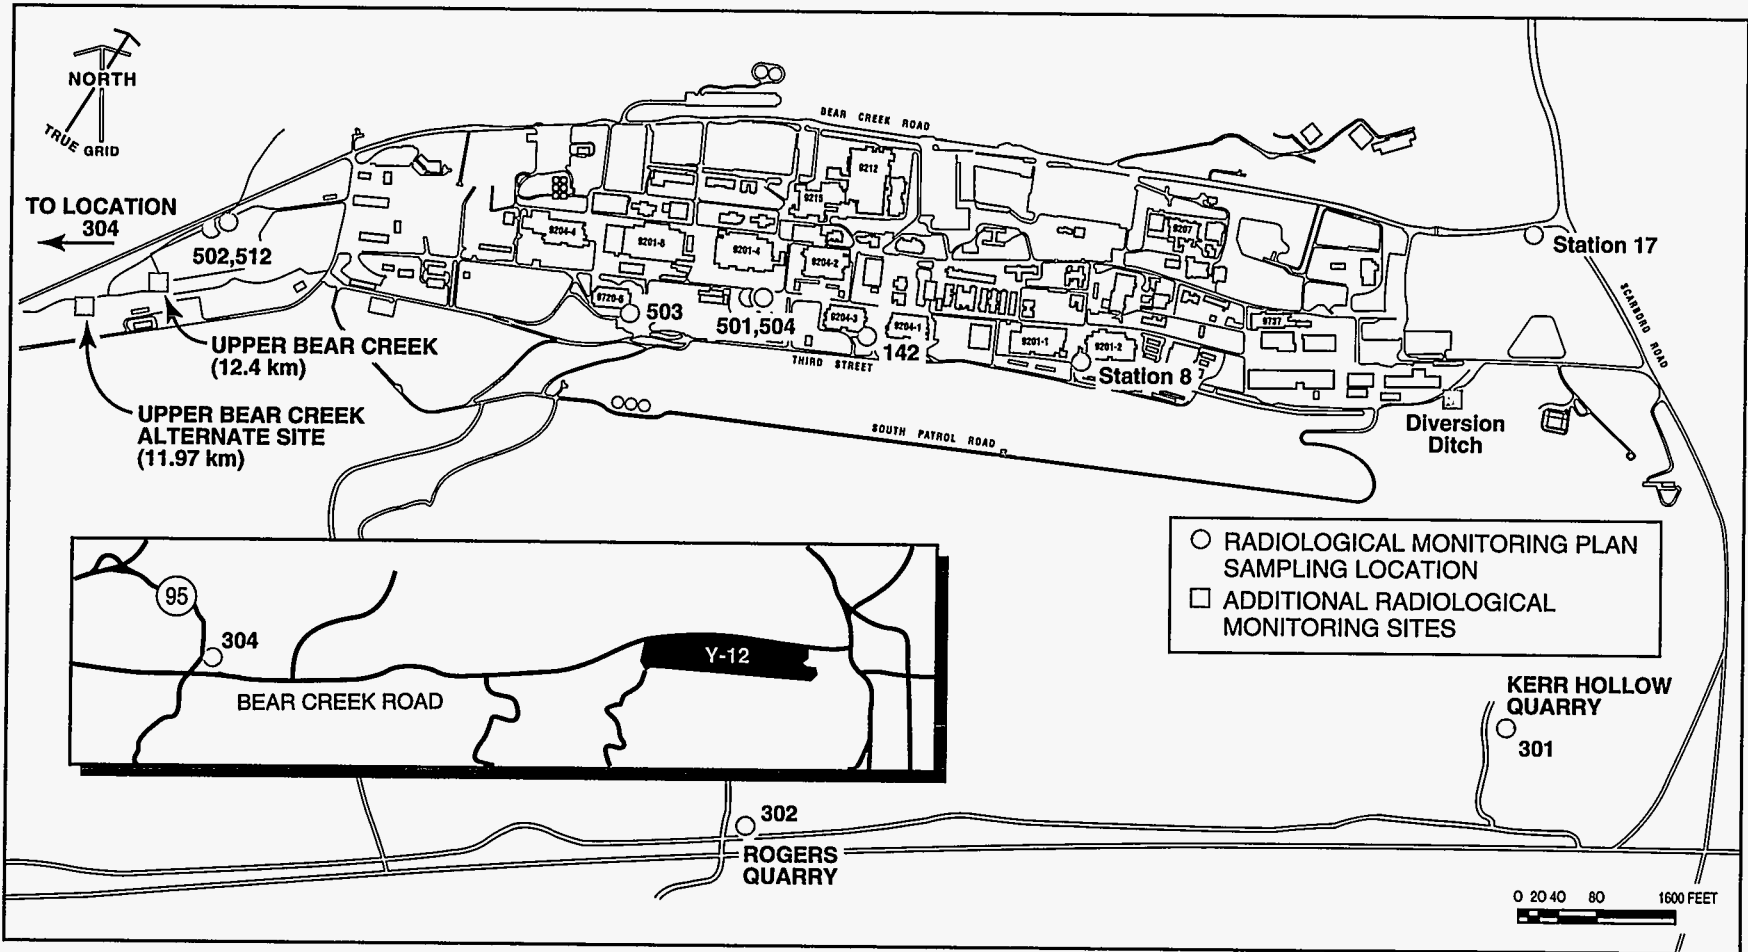 NORTH
TRUE GRID
BEAR CREEK ROAD
TO LOCATION
304
502,512
9212
9215
9204-4
9201-5
9201-4
9204-2
9207
Station 17
SCARBORO ROAD
9720-6
503
501,504
9204-3
142
9204-1
9201-1
9201-2
9737
Station 8
THIRD STREET
UPPER BEAR CREEK
(12.4 km)
UPPER BEAR CREEK
ALTERNATE SITE
(11.97 km)
Diversion
Ditch
SOUTH PATROL ROAD
RADIOLOGICAL MONITORING PLAN
SAMPLING LOCATION
ADDITIONAL RADIOLOGICAL
MONITORING SITES
95
304
Y-12
BEAR CREEK ROAD
KERR HOLLOW
QUARRY
301
302
ROGERS
QUARRY
0 20 40 80 1600 FEET